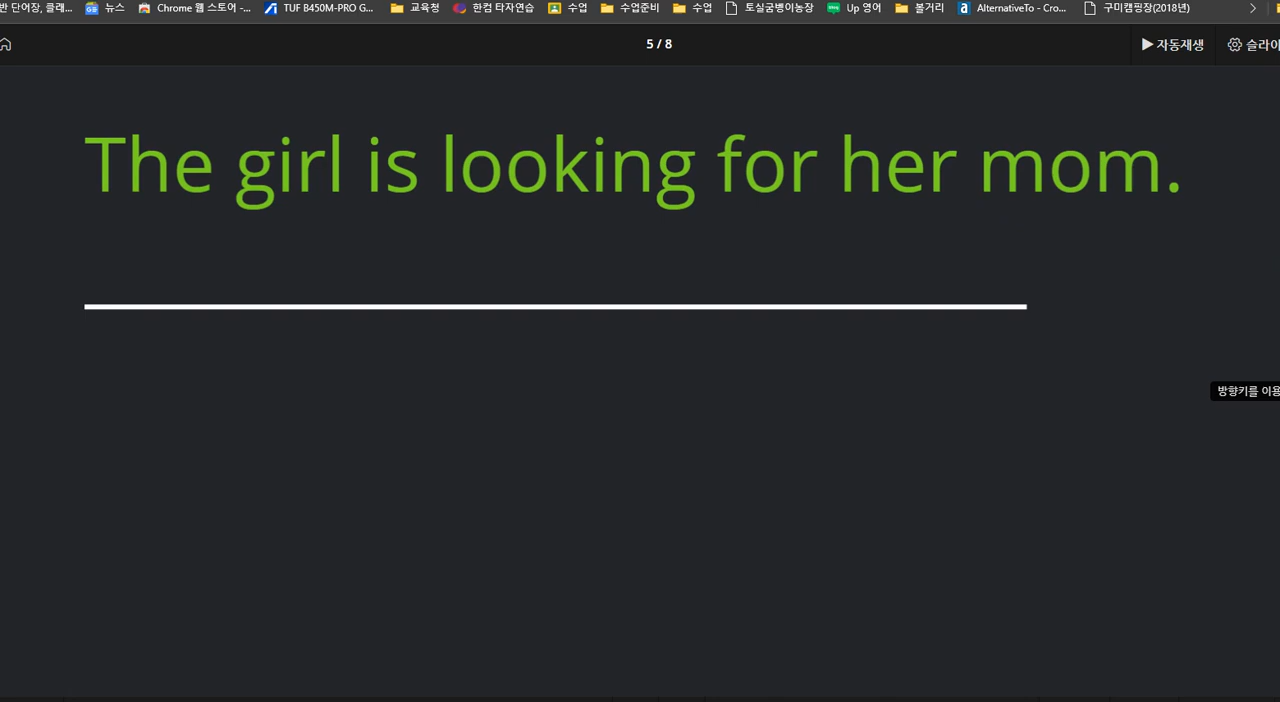 반 단어장, 클래... 뉴스 Chrome 웹 스토어 -... TUF B450M-PRO G... 교육청 한컴 타자연습 수업 수업준비 수업 토실굼벵이농장 Up 영어 볼거리 AlternativeTo - Cro... 구미캠핑장(2018년)
5 / 8 자동재생 슬라이
The girl is looking for her mom.
방향키를 이용